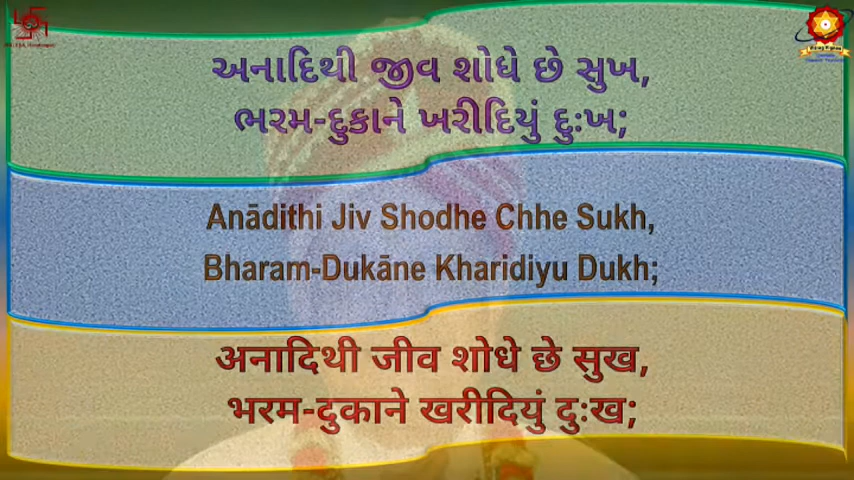 અનાદિથી જીવ શોધે છે સુખ,
ભરમ-દુકાને ખરીદિયું દુઃખ;
Anādithi Jiv Shodhe Chhe Sukh,
Bharam-Dukāne Kharidiyu Dukh;
अनादिथी जीव शोधे छे सुख,
भरम-दुकाने खरीदियुं दुःख;